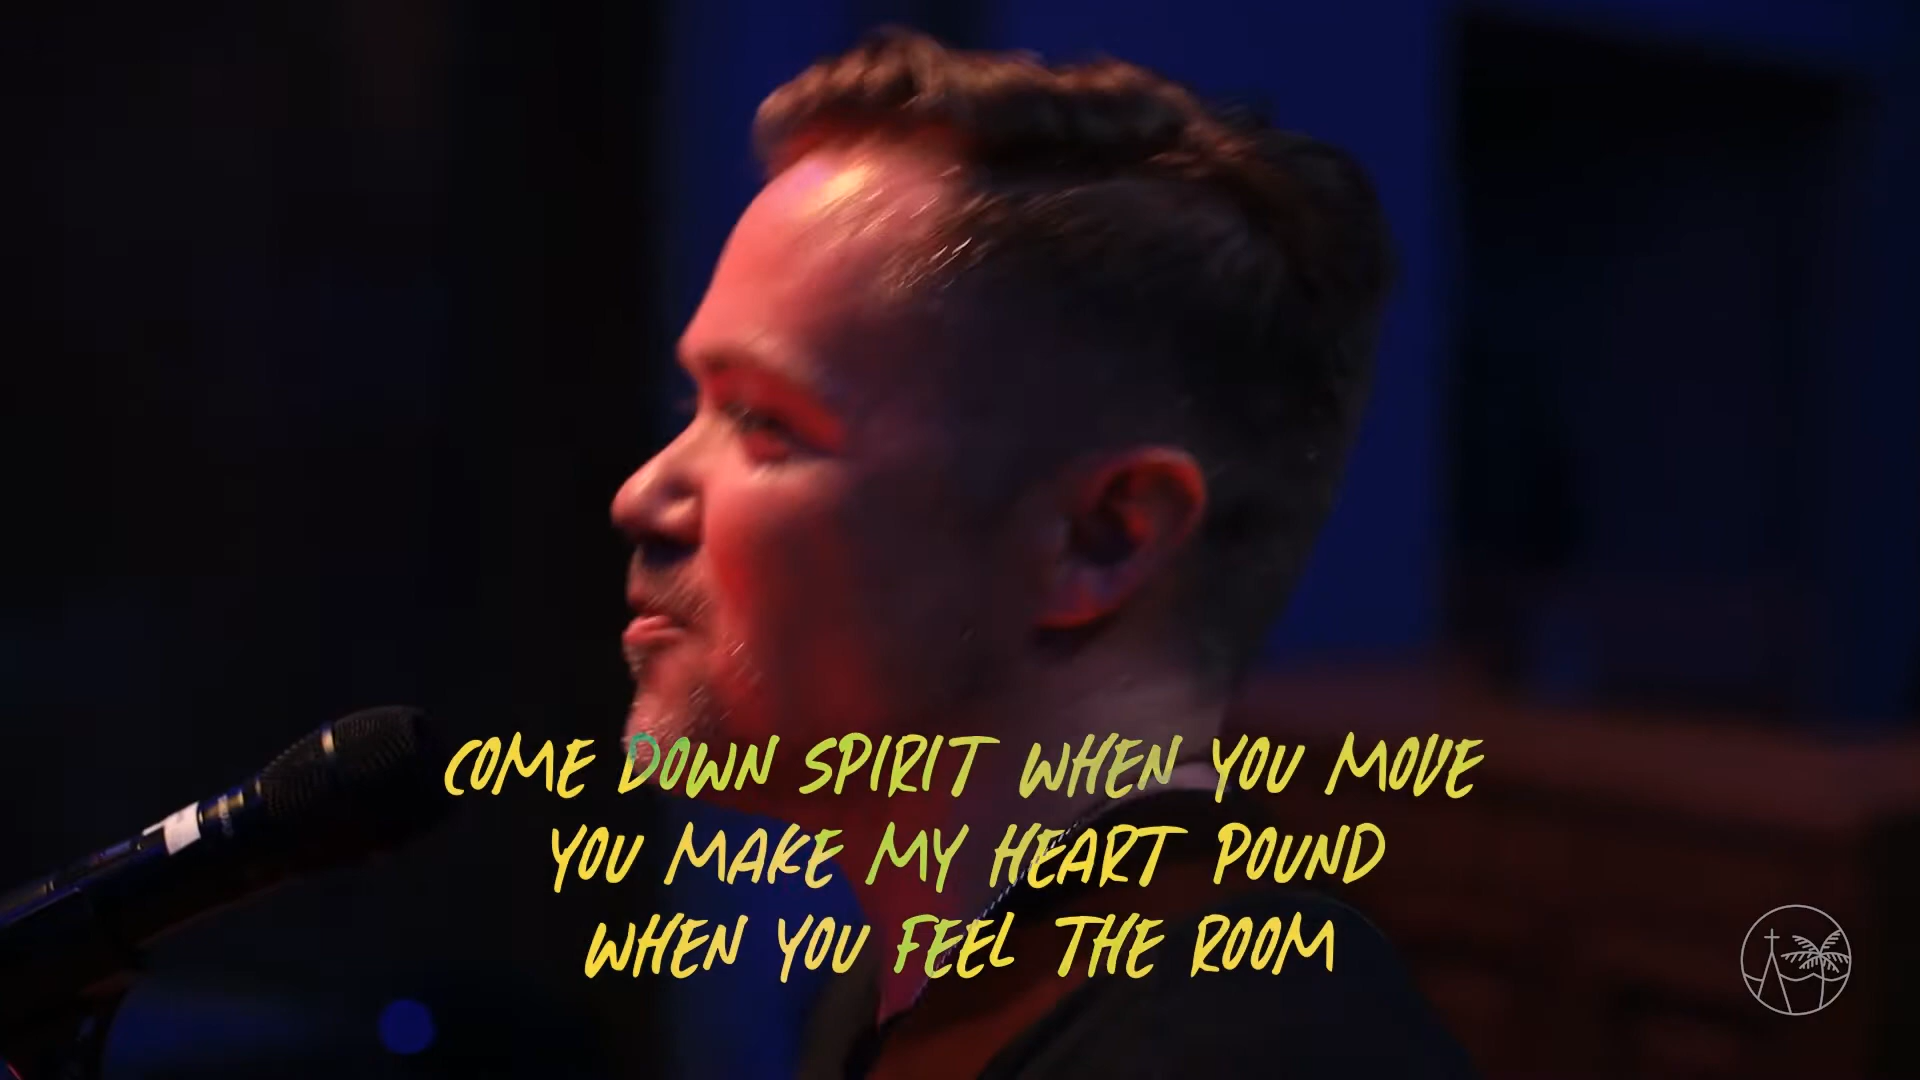 COME DOWN SPIRIT WHEN YOU MOVE
YOU MAKE MY HEART POUND
WHEN YOU FEEL THE ROOM